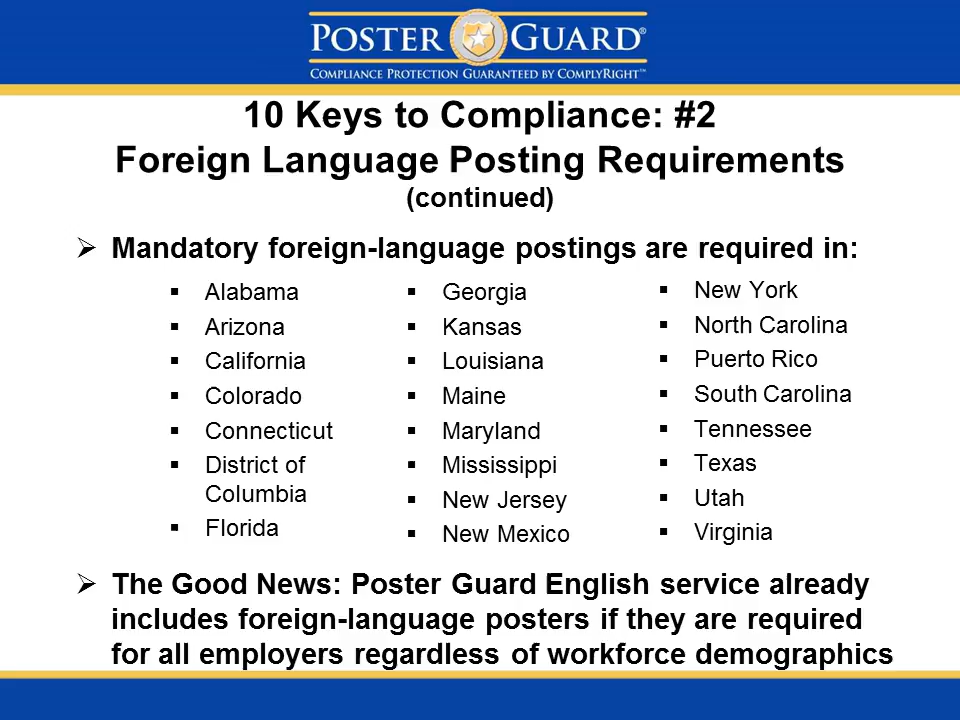 POSTER GUARD®
COMPLIANCE PROTECTION GUARANTEED BY COMPLYRIGHT™
10 Keys to Compliance: #2
Foreign Language Posting Requirements
(continued)
➢ Mandatory foreign-language postings are required in:
▪ Alabama
▪ Arizona
▪ California
▪ Colorado
▪ Connecticut
▪ District of
Columbia
▪ Florida
▪ Georgia
▪ Kansas
▪ Louisiana
▪ Maine
▪ Maryland
▪ Mississippi
▪ New Jersey
▪ New Mexico
▪ New York
▪ North Carolina
▪ Puerto Rico
▪ South Carolina
▪ Tennessee
▪ Texas
▪ Utah
▪ Virginia
➢ The Good News: Poster Guard English service already
includes foreign-language posters if they are required
for all employers regardless of workforce demographics